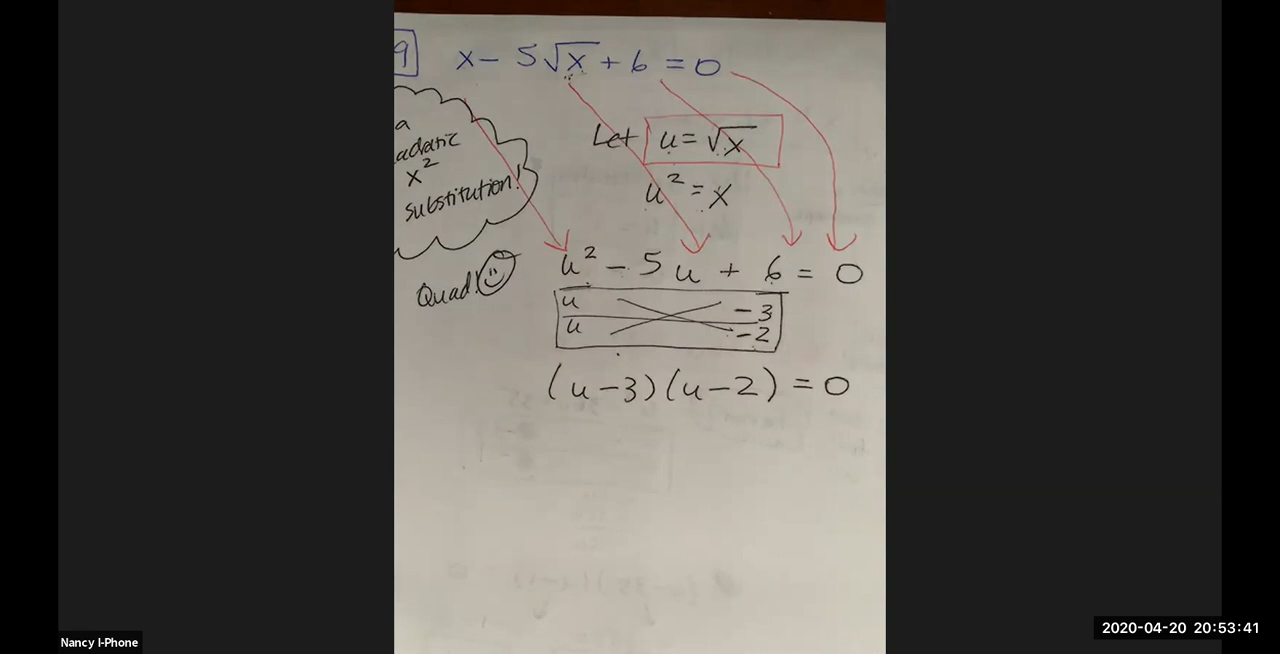 9 x - 5√x + 6 = 0
Let u = √x
u² = x
a
adratic
x²
substitution!
Quad!
u² - 5u + 6 = 0
u -3
u -2
(u-3)(u-2) = 0
Nancy I-Phone
2020-04-20 20:53:41